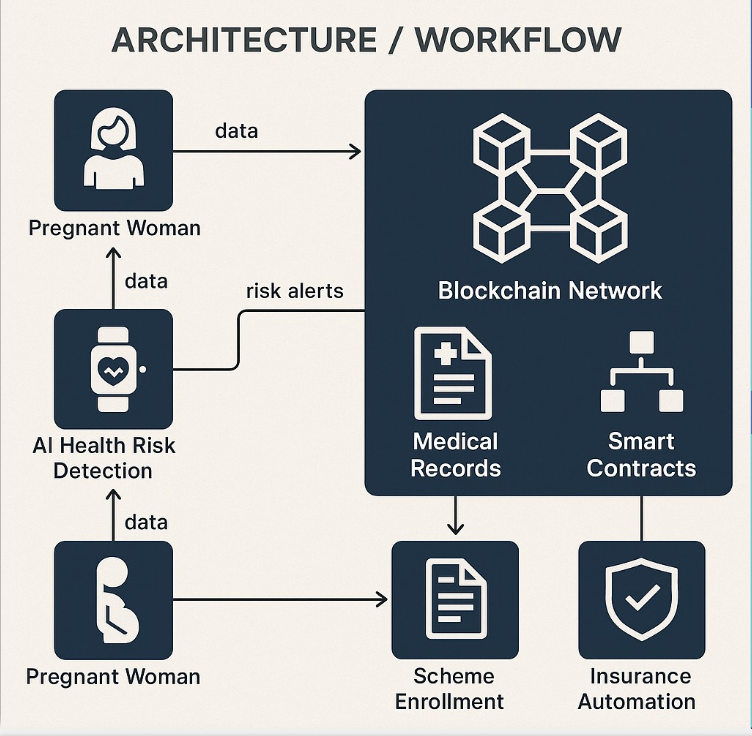 ARCHITECTURE / WORKFLOW
data
Pregnant Woman
data
risk alerts
Blockchain Network
AI Health Risk
Detection
Medical
Records
Smart
Contracts
data
Pregnant Woman
Scheme
Enrollment
Insurance
Automation